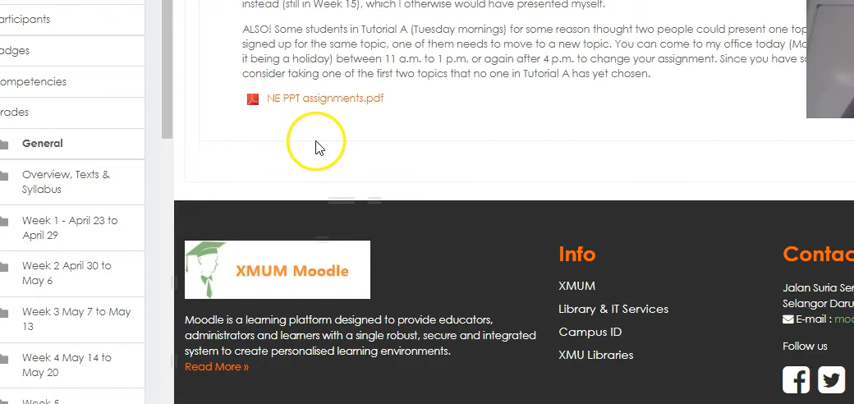 articipants
adges
ompetencies
rades
General
Overview, Texts &
Syllabus
Week 1 - April 23 to
April 29
Week 2 April 30 to
May 6
Week 3 May 7 to May
13
Week 4 May 14 to
May 20
Week 5
instead (still in Week 15), which I otherwise would have presented myself.
ALSO! Some students in Tutorial A (Tuesday mornings) for some reason thought two people could present one top
signed up for the same topic, one of them needs to move to a new topic. You can come to my office today (Mo
it being a holiday) between 11 a.m. to 1 p.m. or again after 4 p.m. to change your assignment. Since you have so
consider taking one of the first two topics that no one in Tutorial A has yet chosen.
NE PPT assignments.pdf
XMUM Moodle
Moodle is a learning platform designed to provide educators,
administrators and learners with a single robust, secure and integrated
system to create personalised learning environments.
Read More »
Info
XMUM
Library & IT Services
Campus ID
XMU Libraries
Contac
Jalan Suria Ser
Selangor Daru
E-mail : moo
Follow us